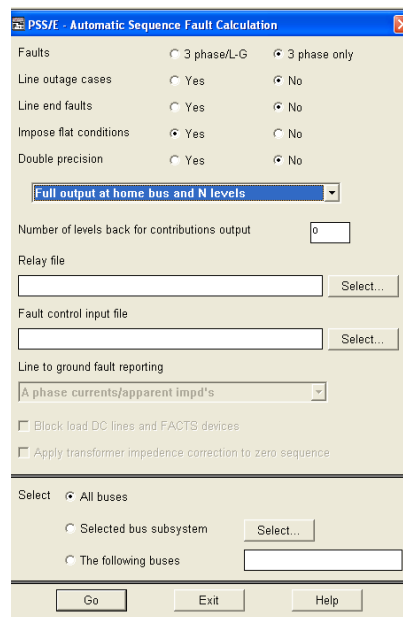 PSS/E - Automatic Sequence Fault Calculation
Faults 3 phase/L-G 3 phase only
Line outage cases Yes No
Line end faults Yes No
Impose flat conditions Yes No
Double precision Yes No
Full output at home bus and N levels
Number of levels back for contributions output 0
Relay file
Select...
Fault control input file
Select...
Line to ground fault reporting
A phase currents/apparent impd's
Block load DC lines and FACTS devices
Apply transformer impedence correction to zero sequence
Select All buses
Selected bus subsystem Select...
The following buses
Go Exit Help